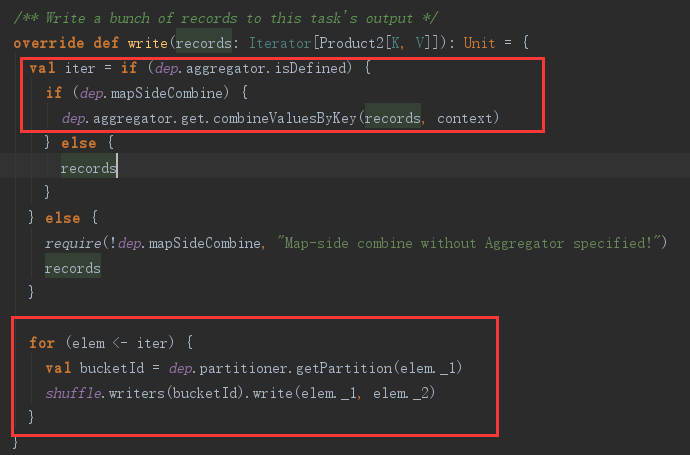 /** Write a bunch of records to this task's output */
override def write(records: Iterator[Product2[K, V]]): Unit = {
  val iter = if (dep.aggregator.isDefined) {
    if (dep.mapSideCombine) {
      dep.aggregator.get.combineValuesByKey(records, context)
    } else {
      records
    }
  } else {
    require(!dep.mapSideCombine, "Map-side combine without Aggregator specified!")
    records
  }

  for (elem <- iter) {
    val bucketId = dep.partitioner.getPartition(elem._1)
    shuffle.writers(bucketId).write(elem._1, elem._2)
  }
}